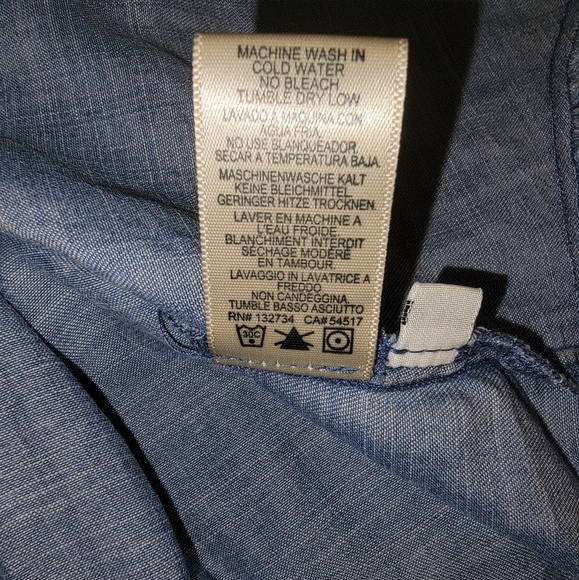 MACHINE WASH IN
COLD WATER
NO BLEACH
TUMBLE DRY LOW
LAVADO A MAQUINA CON
AGUA FRIA.
NO USE BLANQUEADOR.
SECAR A TEMPERATURA BAJA.
MASCHINENWASCHE KALT
KEINE BLEICHMITTEL.
GERINGER HITZE TROCKNEN.
LAVER EN MACHINE A
L'EAU FROIDE
BLANCHIMENT INTERDIT
SECHAGE MODÉRÉ
EN TAMBOUR.
LAVAGGIO IN LAVATRICE A
FREDDO
NON CANDEGGINA.
TUMBLE BASSO ASCIUTTO
RN# 132734 CA# 54517
30C